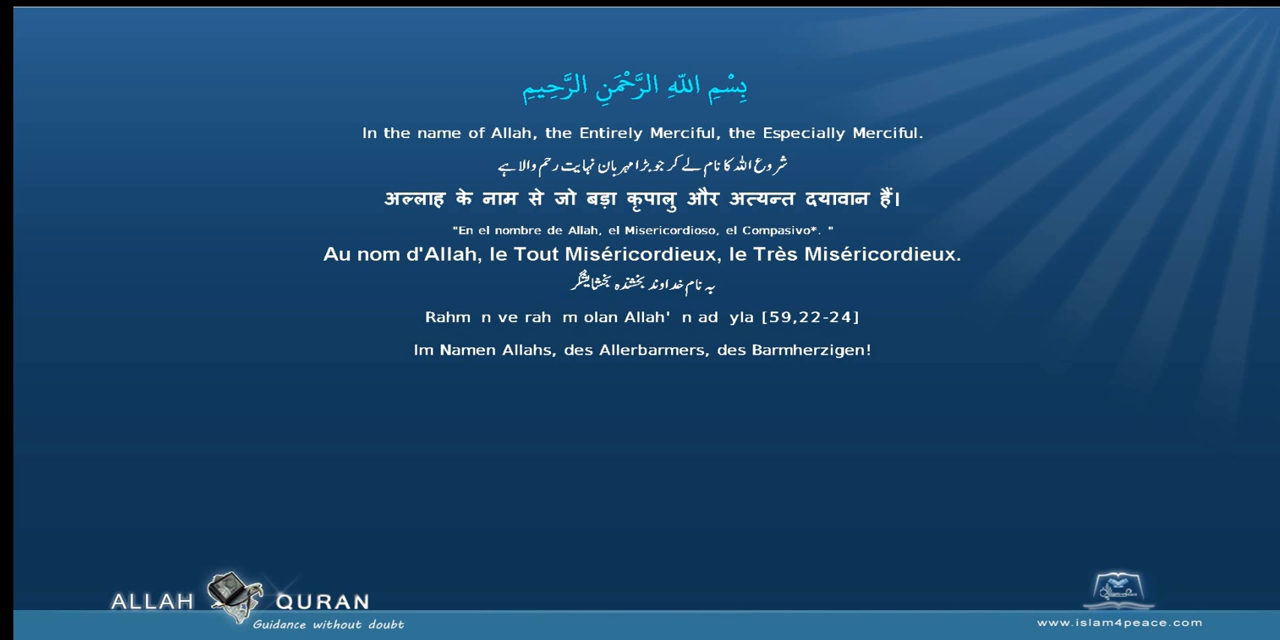 بِسْمِ اللَّهِ الرَّحْمَنِ الرَّحِيمِ
In the name of Allah, the Entirely Merciful, the Especially Merciful.
شروع اللہ کا نام لے کر جو بڑا مہربان نہایت رحم والا ہے
अल्लाह के नाम से जो बड़ा कृपालु और अत्यन्त दयावान हैं।
"En el nombre de Allah, el Misericordioso, el Compasivo*. "
Au nom d'Allah, le Tout Miséricordieux, le Très Miséricordieux.
به نام خداوند بخشنده بخشایشگر
Rahm n ve rah m olan Allah' n ad yla [59,22-24]
Im Namen Allahs, des Allerbarmers, des Barmherzigen!
ALLAH QURAN
Guidance without doubt
www.islam4peace.com